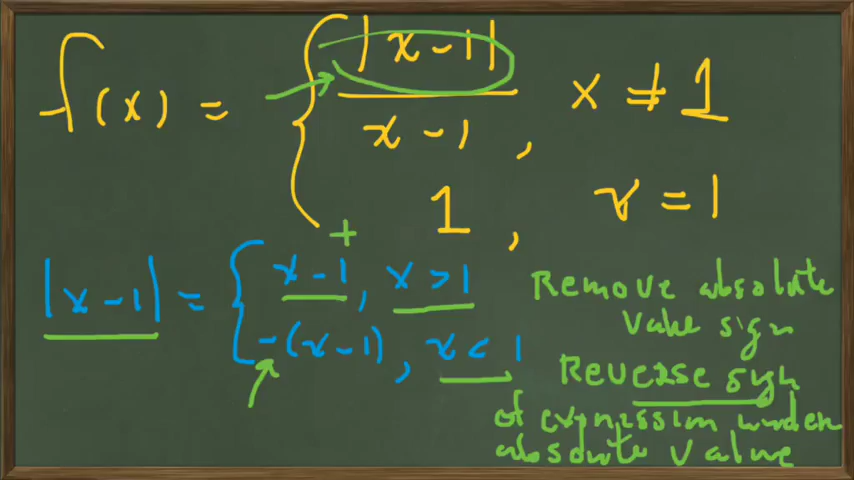 f(x) = { |x-1| / x-1 , x ≠ 1
1 , x = 1
+
|x-1| = { x-1 , x > 1
-(x-1) , x < 1
Remove absolute
value sign
Reverse sign
of expression under
absolute value